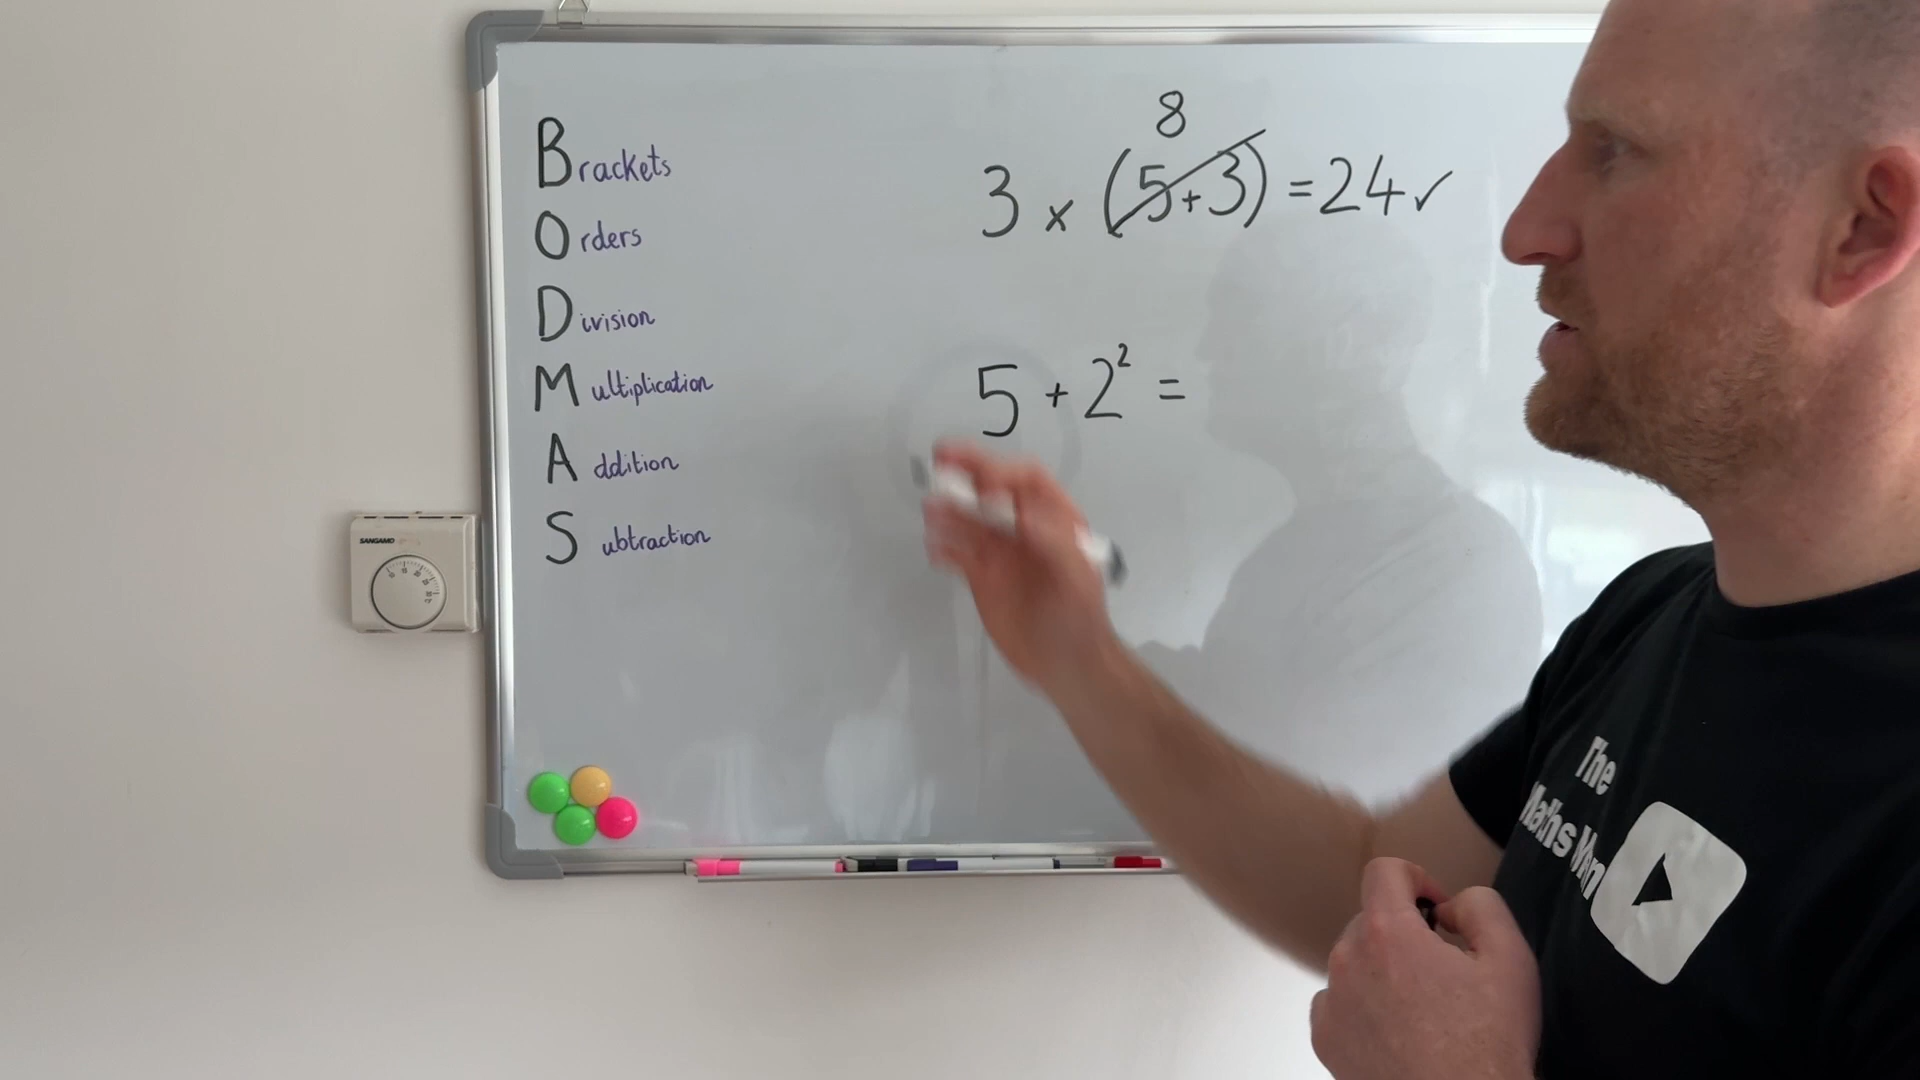 Brackets
Orders
Division
Multiplication
Addition
Subtraction
8
3 × (5+3) = 24 ✓
5 + 2² =
SANGAMO
The
Maths